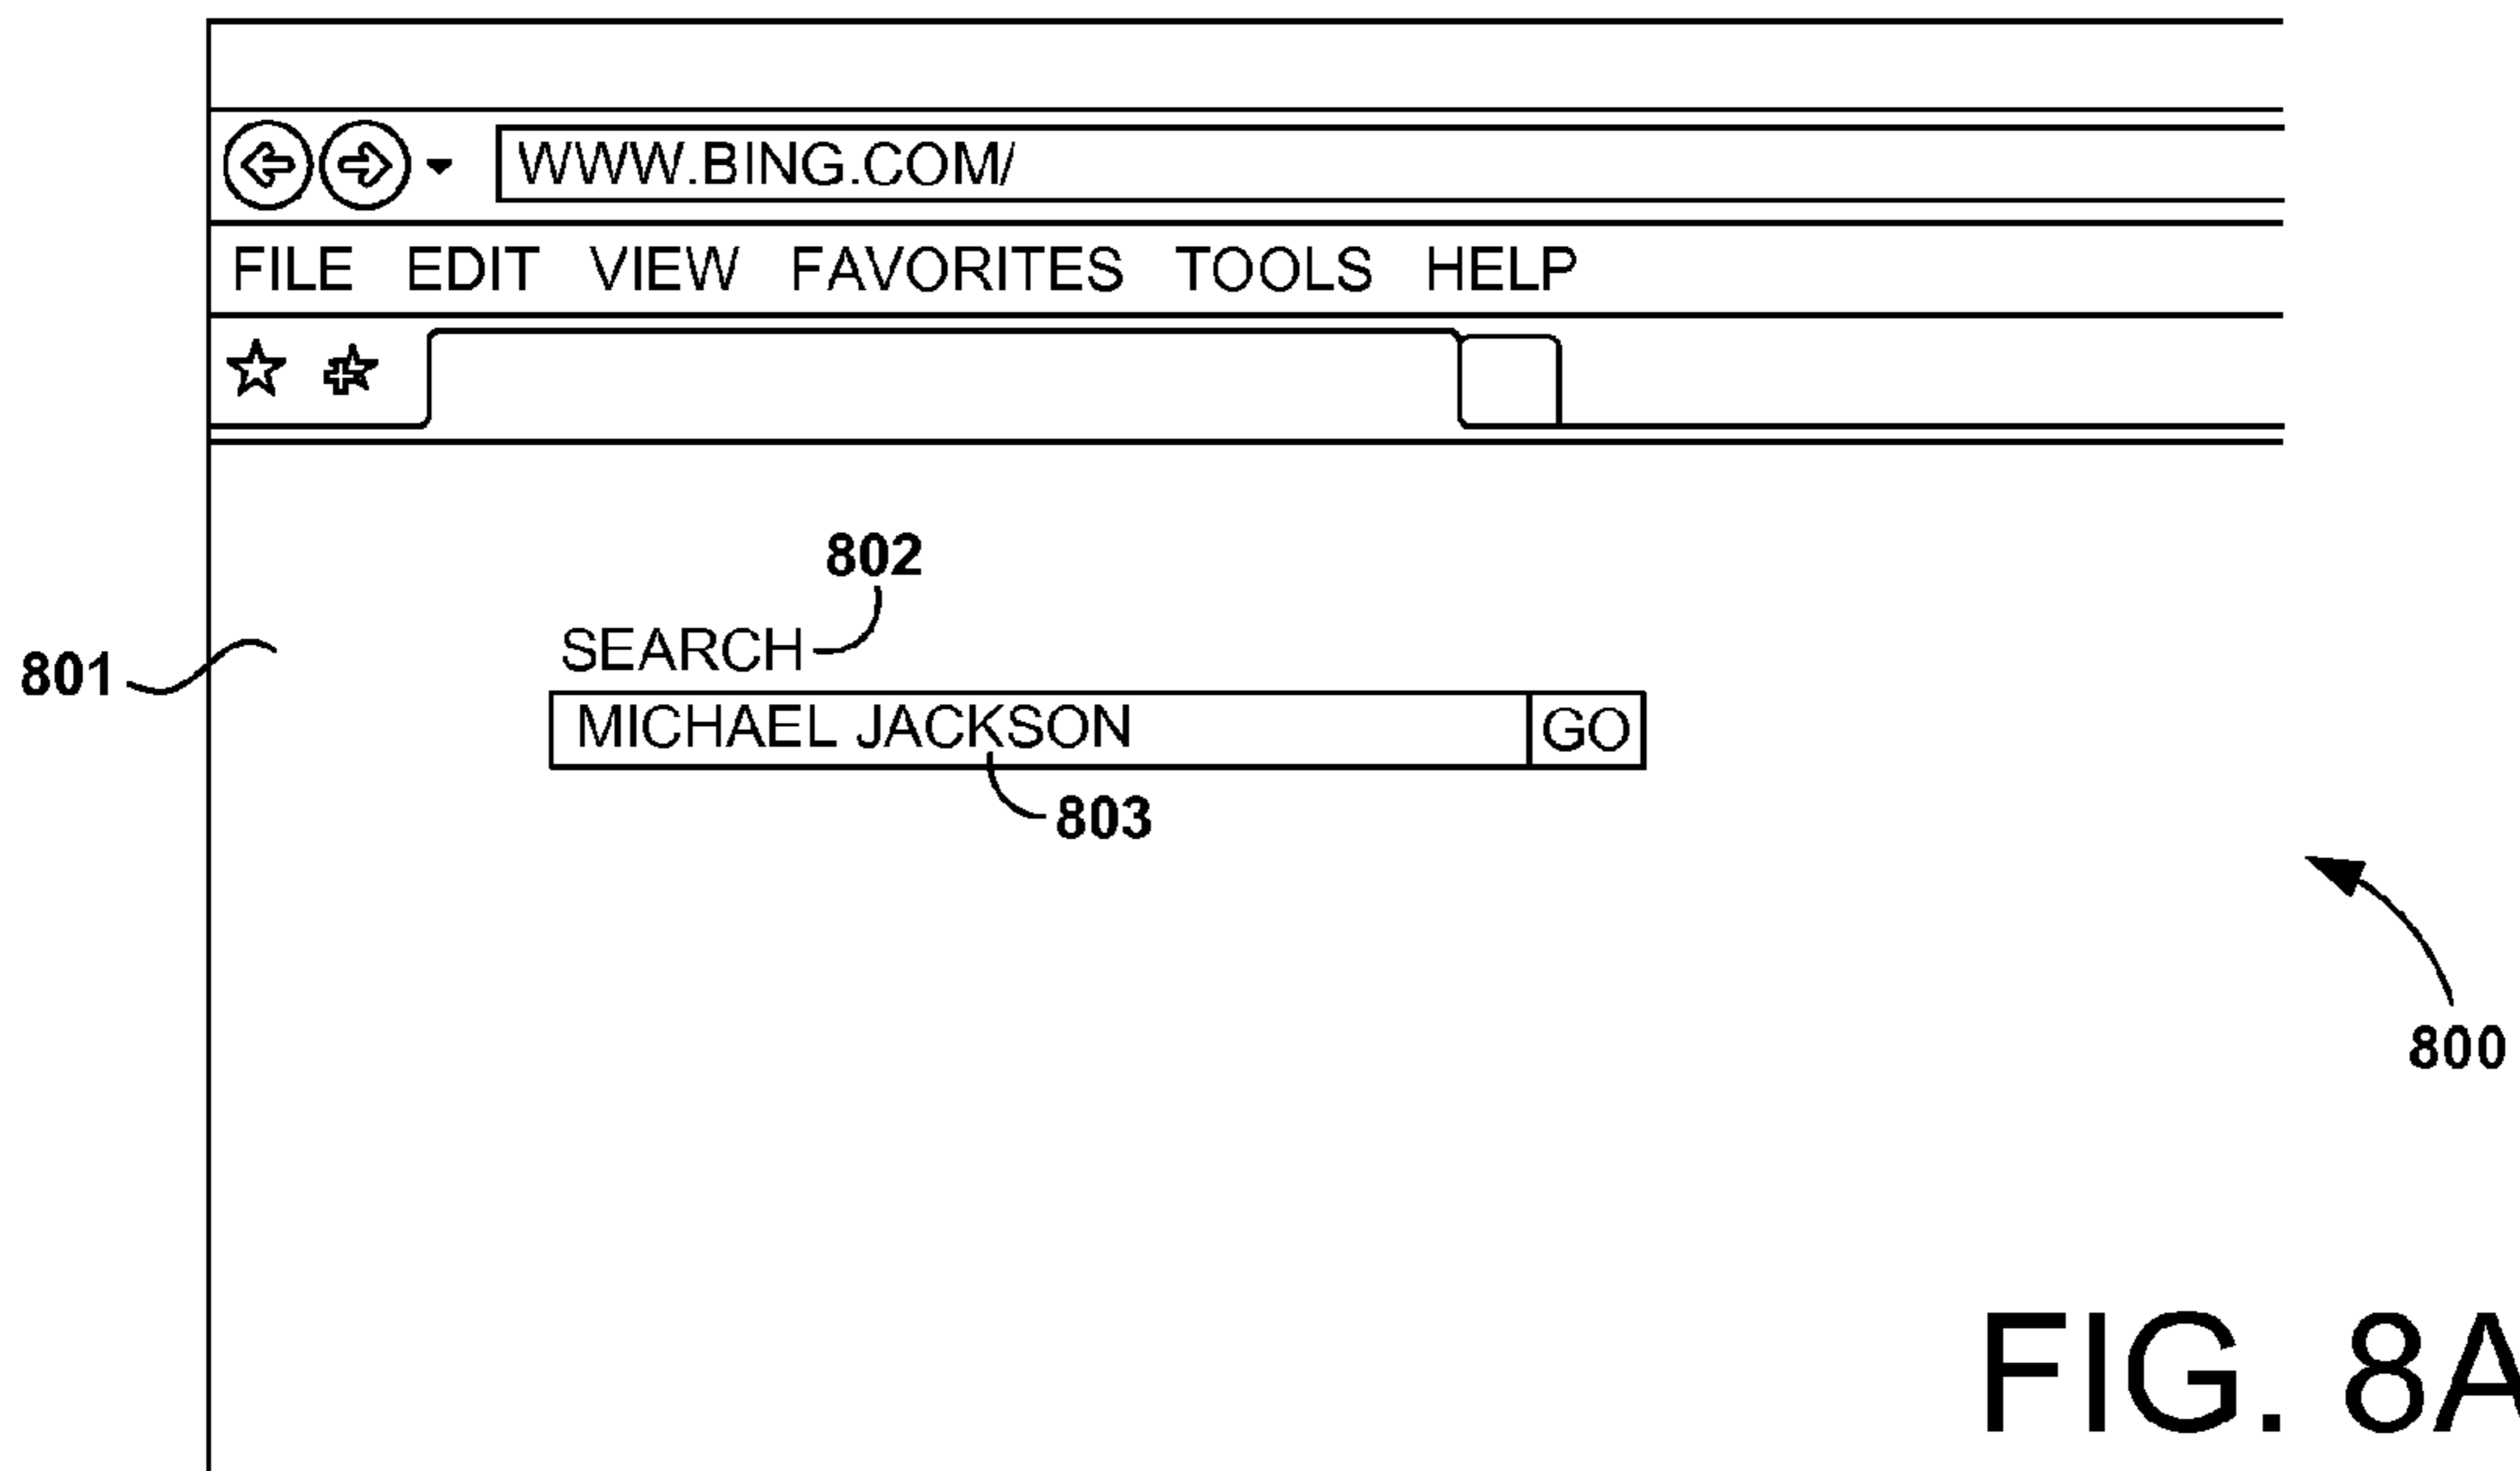 WWW.BING.COM/
FILE EDIT VIEW FAVORITES TOOLS HELP
802
SEARCH
801
MICHAEL JACKSON GO
803
800
FIG. 8A